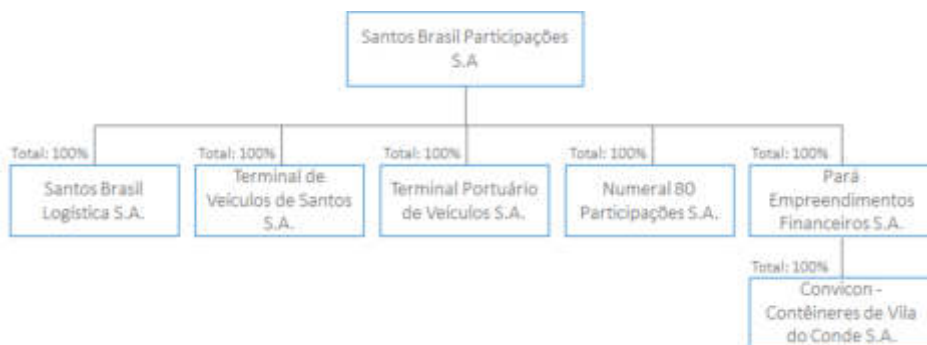 Santos Brasil Participações
S.A
Total: 100%
Total: 100%
Total: 100%
Total: 100%
Total: 100%
Santos Brasil
Logística S.A.
Terminal de
Veículos de Santos
S.A.
Terminal Portuário
de Veículos S.A.
Numeral 80
Participações S.A.
Pará
Empreendimentos
Financeiros S.A.
Total: 100%
Convicon -
Contêineres de Vila
do Conde S.A.